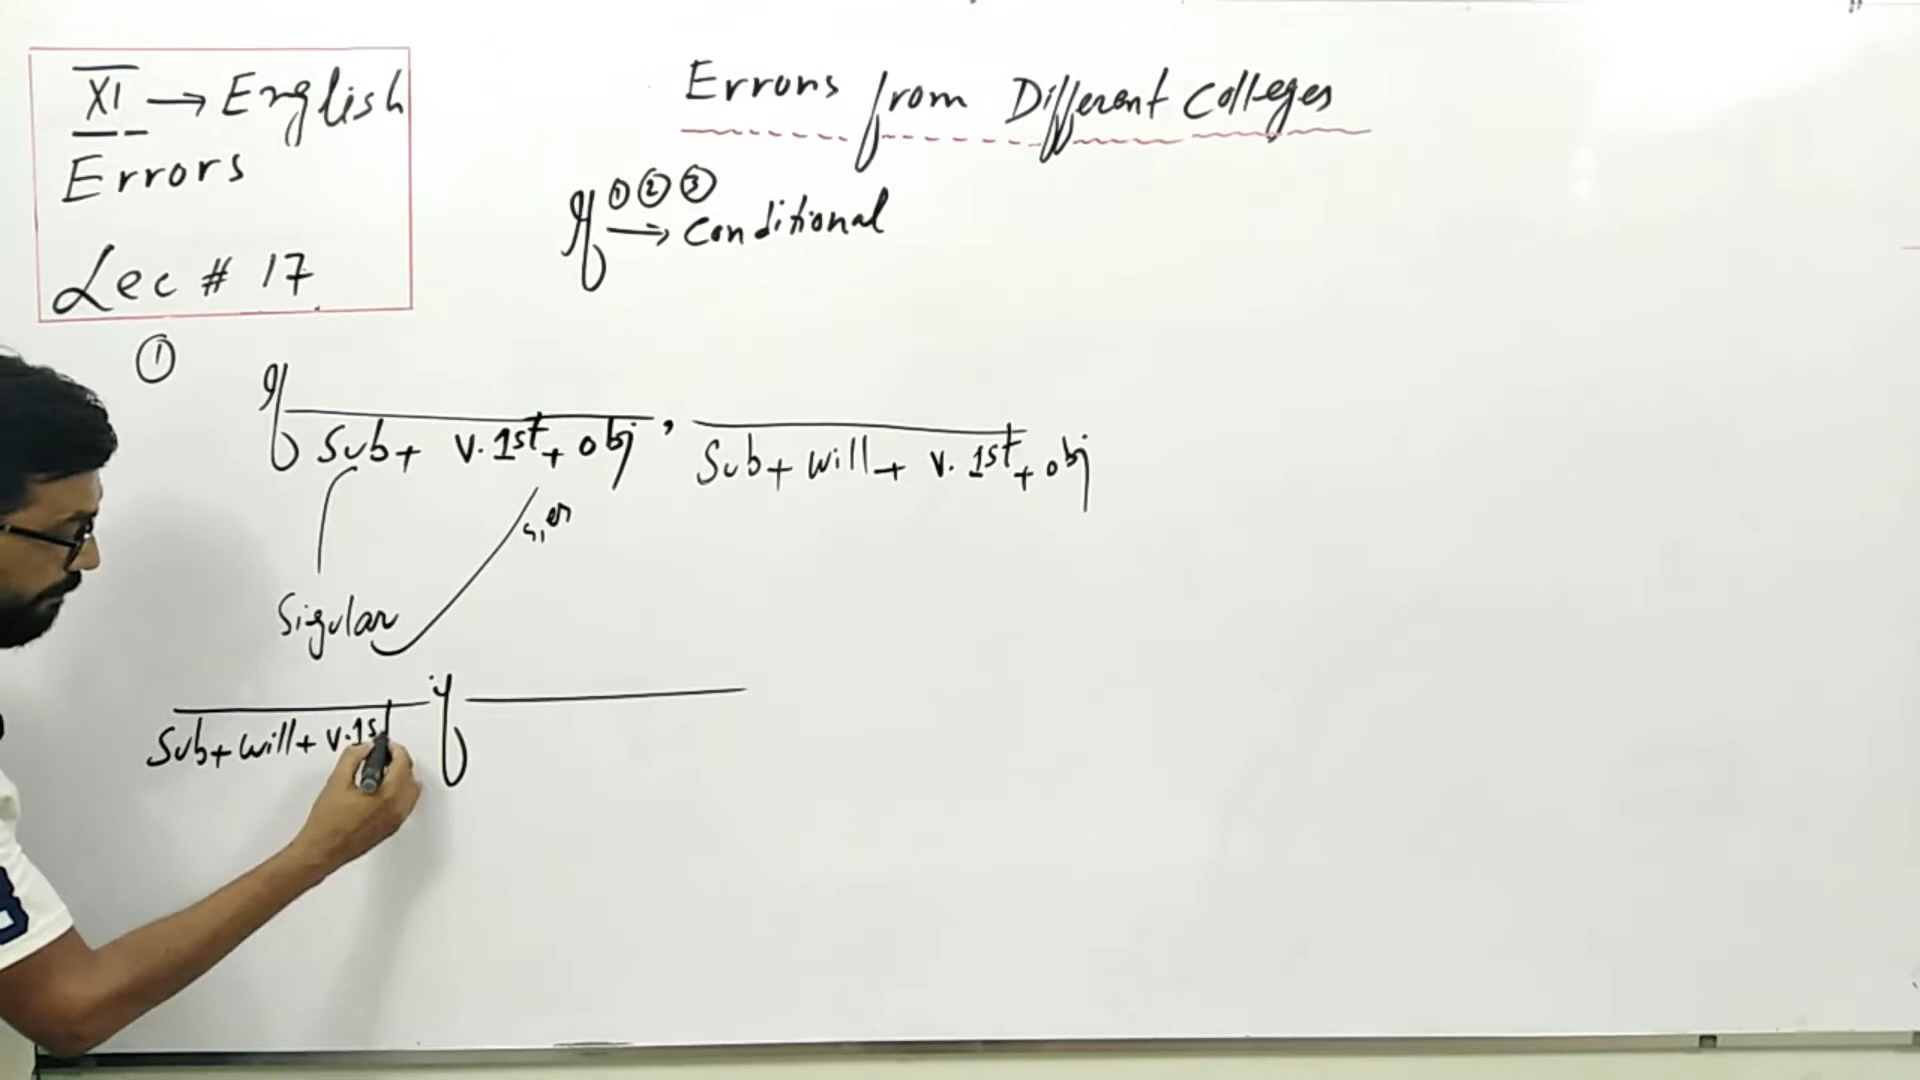 XI → English
Errors
Lec # 17
Errors from Different Colleges
① ② ③
If → Conditional
①
If Sub + v. 1st + obj , Sub + will + v. 1st + obj
s, es
Sigular
if
Sub + will + v. 1s